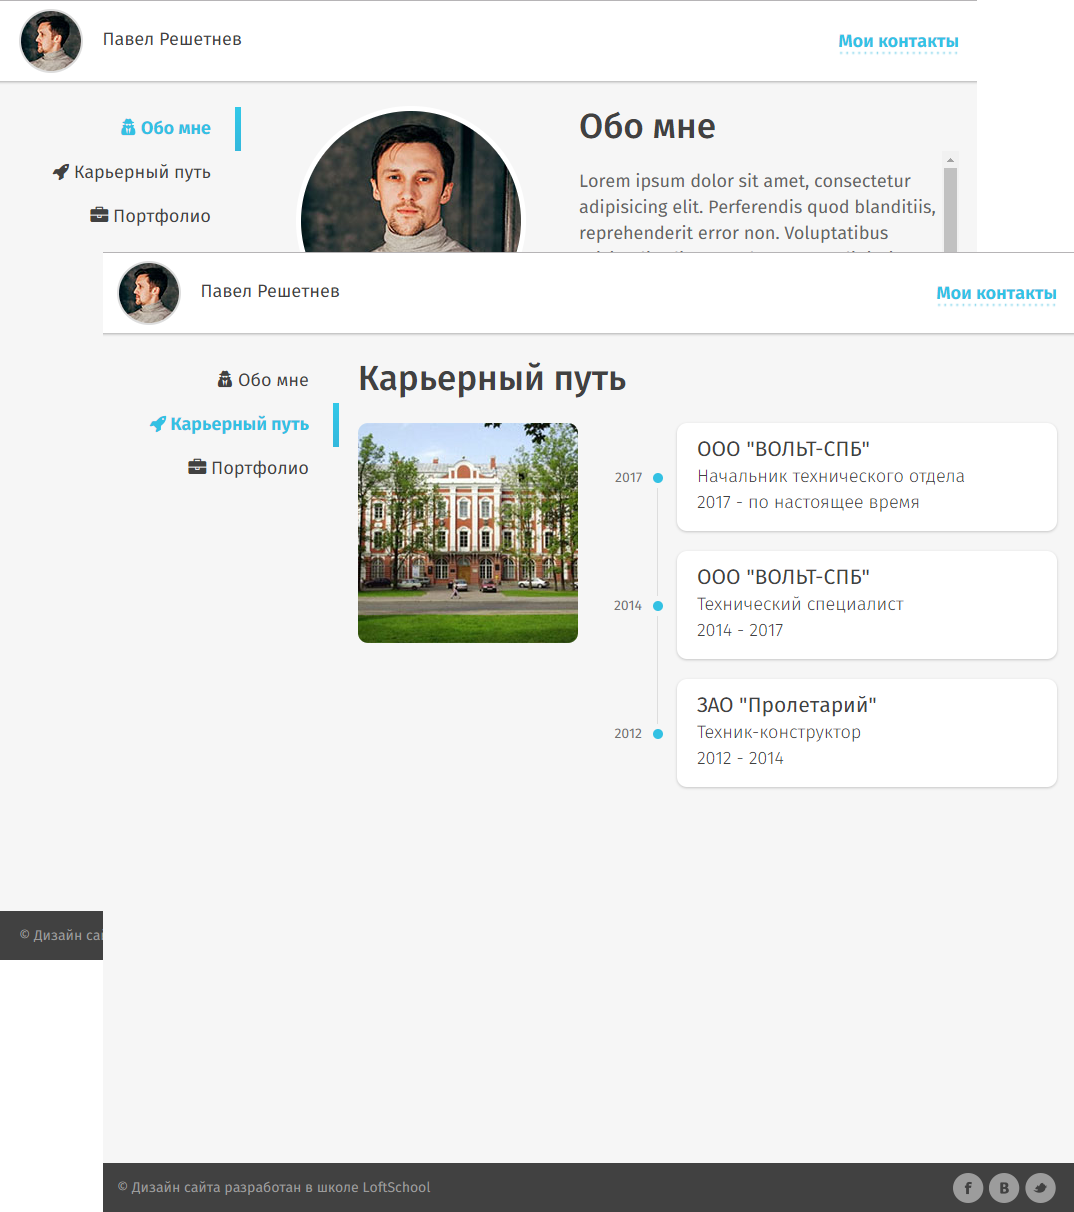 Павел Решетнев
Мои контакты
Обо мне
Карьерный путь
Портфолио
Обо мне
Lorem ipsum dolor sit amet, consectetur
adipisicing elit. Perferendis quod blanditiis,
reprehenderit error non. Voluptatibus
Павел Решетнев
Мои контакты
Обо мне
Карьерный путь
Портфолио
Карьерный путь
2017
ООО "ВОЛЬТ-СПБ"
Начальник технического отдела
2017 - по настоящее время
2014
ООО "ВОЛЬТ-СПБ"
Технический специалист
2014 - 2017
2012
ЗАО "Пролетарий"
Техник-конструктор
2012 - 2014
© Дизайн
© Дизайн сайта разработан в школе LoftSchool
f B